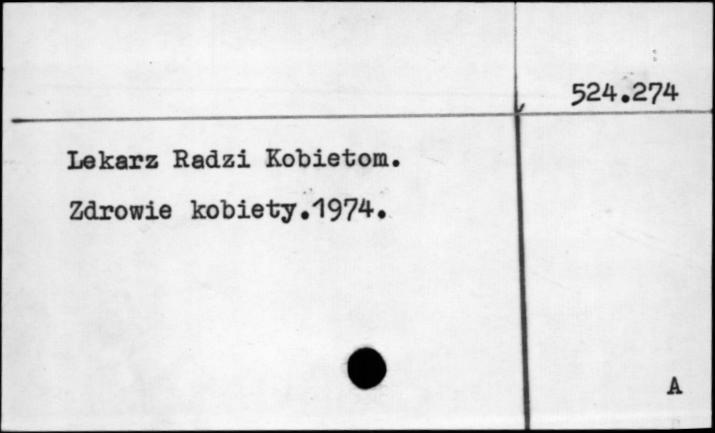 524.274
Lekarz Radzi Kobietom.
Zdrowie kobiety.1974.
A